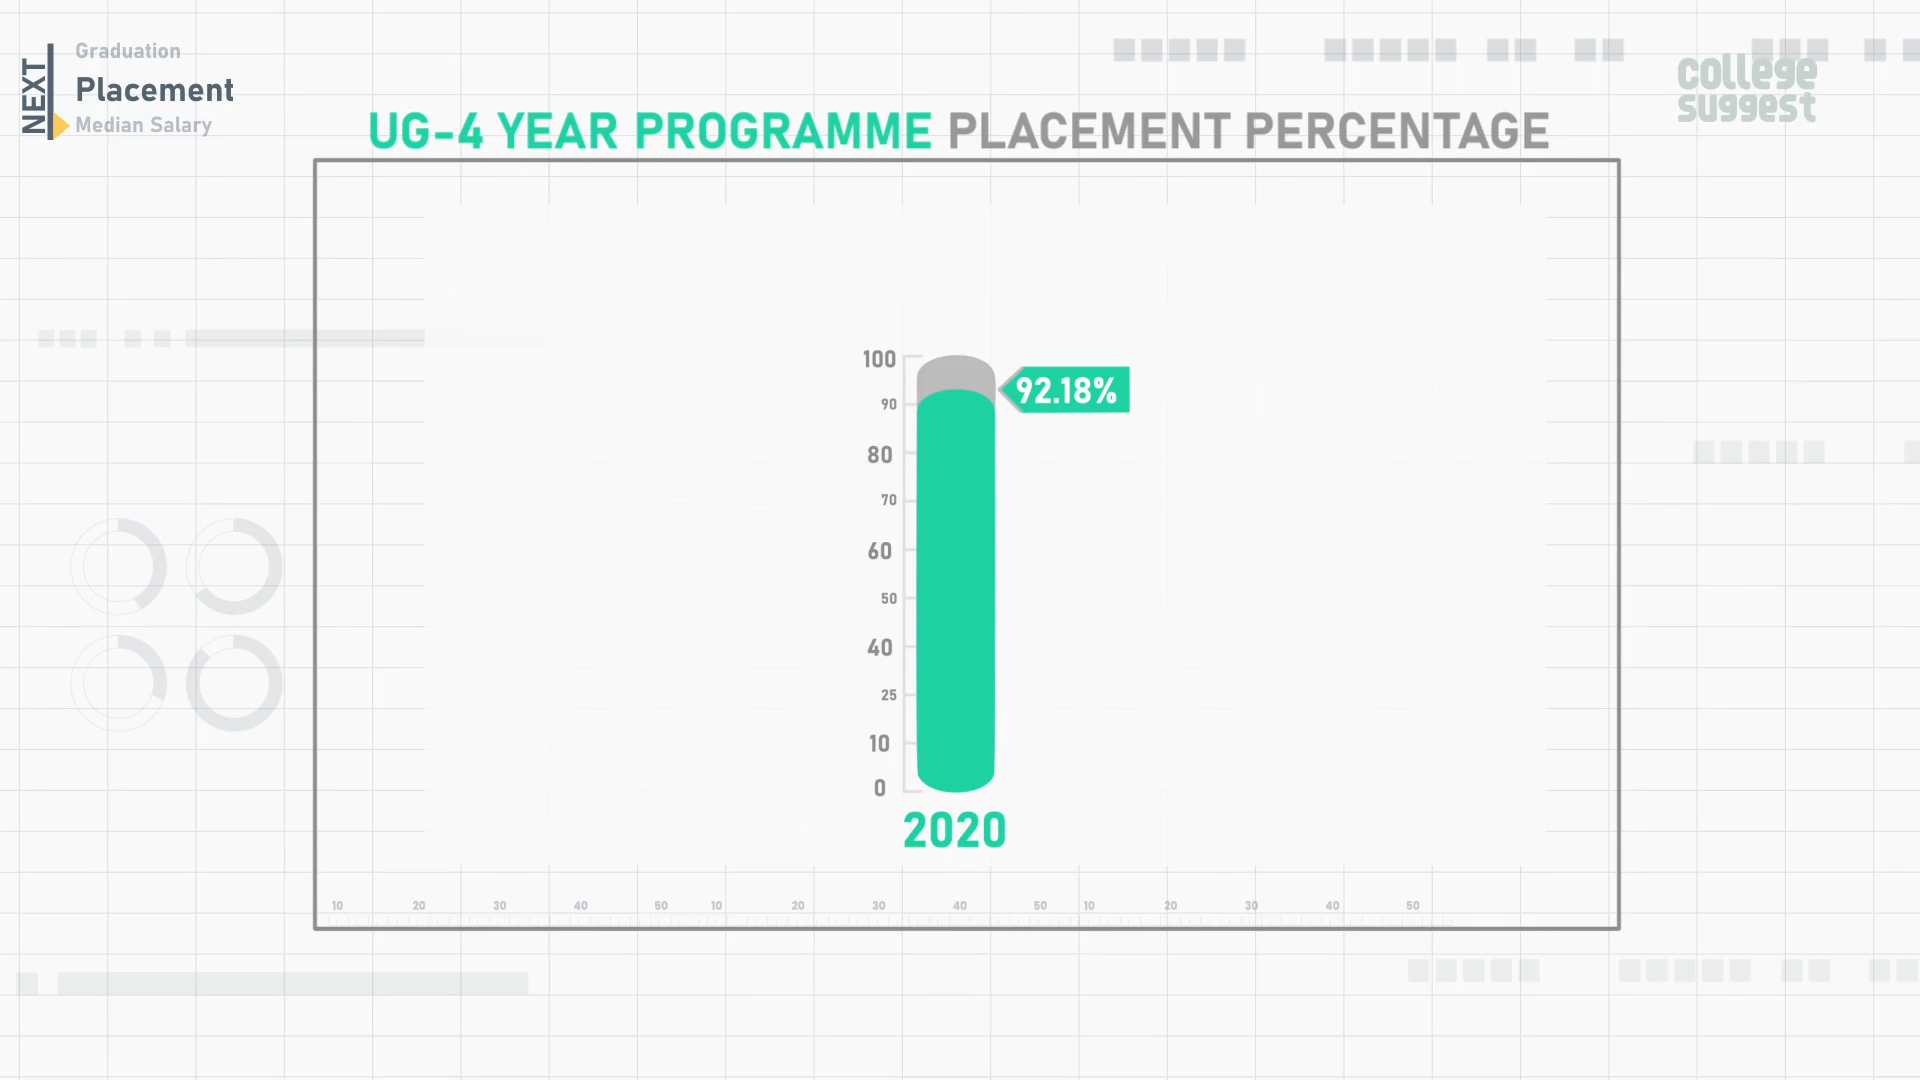 NEXT
Graduation
Placement
Median Salary
college
suggest
UG-4 YEAR PROGRAMME PLACEMENT PERCENTAGE
100
90
80
70
60
50
40
25
10
0
92.18%
2020
10 20 30 40 50 10 20 30 40 50 10 20 30 40 50